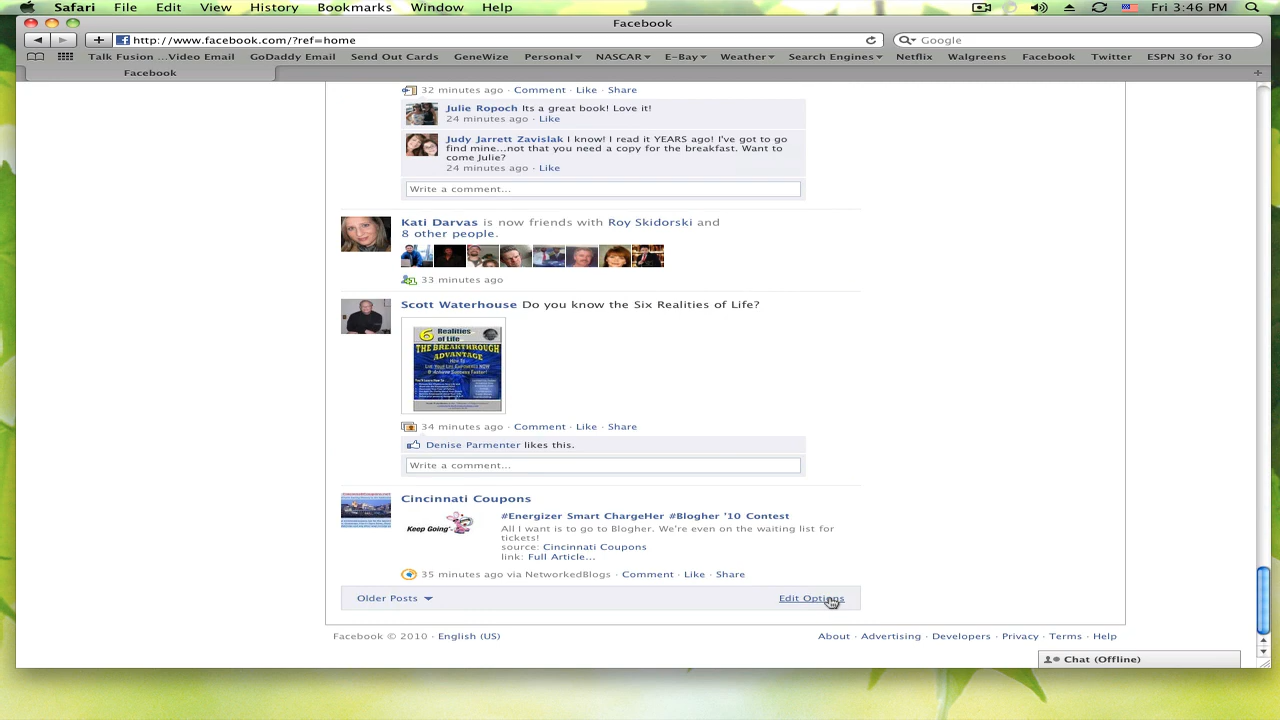 Safari File Edit View History Bookmarks Window Help Fri 3:46 PM
Facebook
http://www.facebook.com/?ref=home
Google
Talk Fusion ...Video Email GoDaddy Email Send Out Cards GeneWize Personal NASCAR E-Bay Weather Search Engines Netflix Walgreens Facebook Twitter ESPN 30 for 30
Facebook
32 minutes ago · Comment · Like · Share
Julie Ropoch Its a great book! Love it!
24 minutes ago · Like
Judy Jarrett Zavislak I know! I read it YEARS ago! I've got to go
find mine...not that you need a copy for the breakfast. Want to
come Julie?
24 minutes ago · Like
Write a comment...
Kati Darvas is now friends with Roy Skidorski and
8 other people.
33 minutes ago
Scott Waterhouse Do you know the Six Realities of Life?
6 Realities
of Life
THE BREAKTHROUGH
ADVANTAGE
34 minutes ago · Comment · Like · Share
Denise Parmenter likes this.
Write a comment...
Cincinnati Coupons
#Energizer Smart ChargeHer #Blogher '10 Contest
Keep Going
All I want is to go to Blogher. We're even on the waiting list for
tickets!
source: Cincinnati Coupons
link: Full Article...
35 minutes ago via NetworkedBlogs · Comment · Like · Share
Older Posts Edit Options
Facebook © 2010 · English (US) About · Advertising · Developers · Privacy · Terms · Help
Chat (Offline)